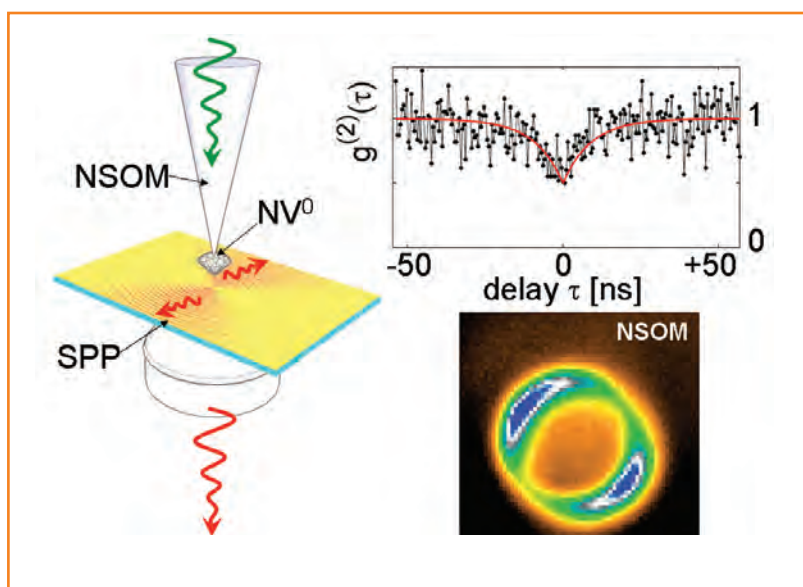 NSOM
NV⁰
SPP
g⁽²⁾(τ)
1
0
-50 0 +50
delay τ [ns]
NSOM